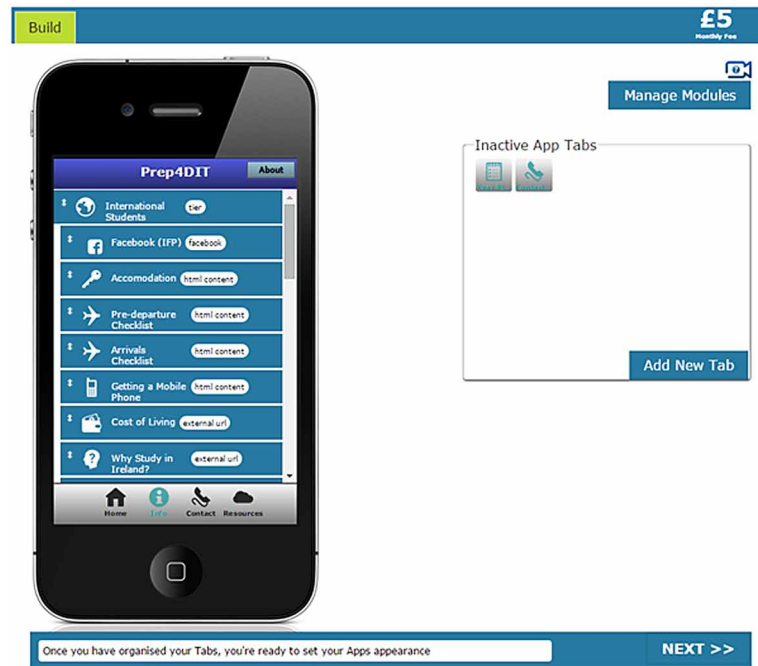 Build
£5
Monthly Fee
Manage Modules
Inactive App Tabs
Contact
Add New Tab
Prep4DIT
About
International
Students
tier
Facebook (IFP)
facebook
Accomodation
html content
Pre-departure
Checklist
html content
Arrivals
Checklist
html content
Getting a Mobile
Phone
html content
Cost of Living
external url
Why Study in
Ireland?
external url
Home
Info
Contact
Resources
Once you have organised your Tabs, you're ready to set your Apps appearance
NEXT >>